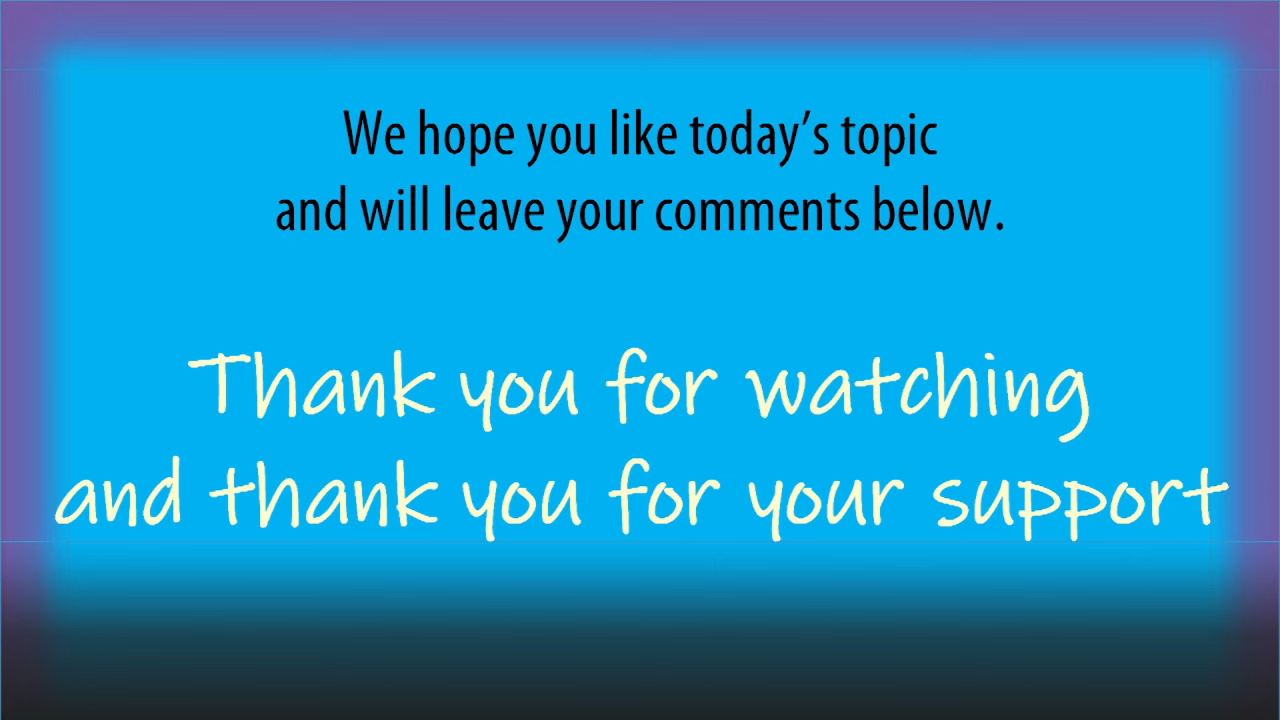 We hope you like today’s topic
and will leave your comments below.
Thank you for watching
and thank you for your support